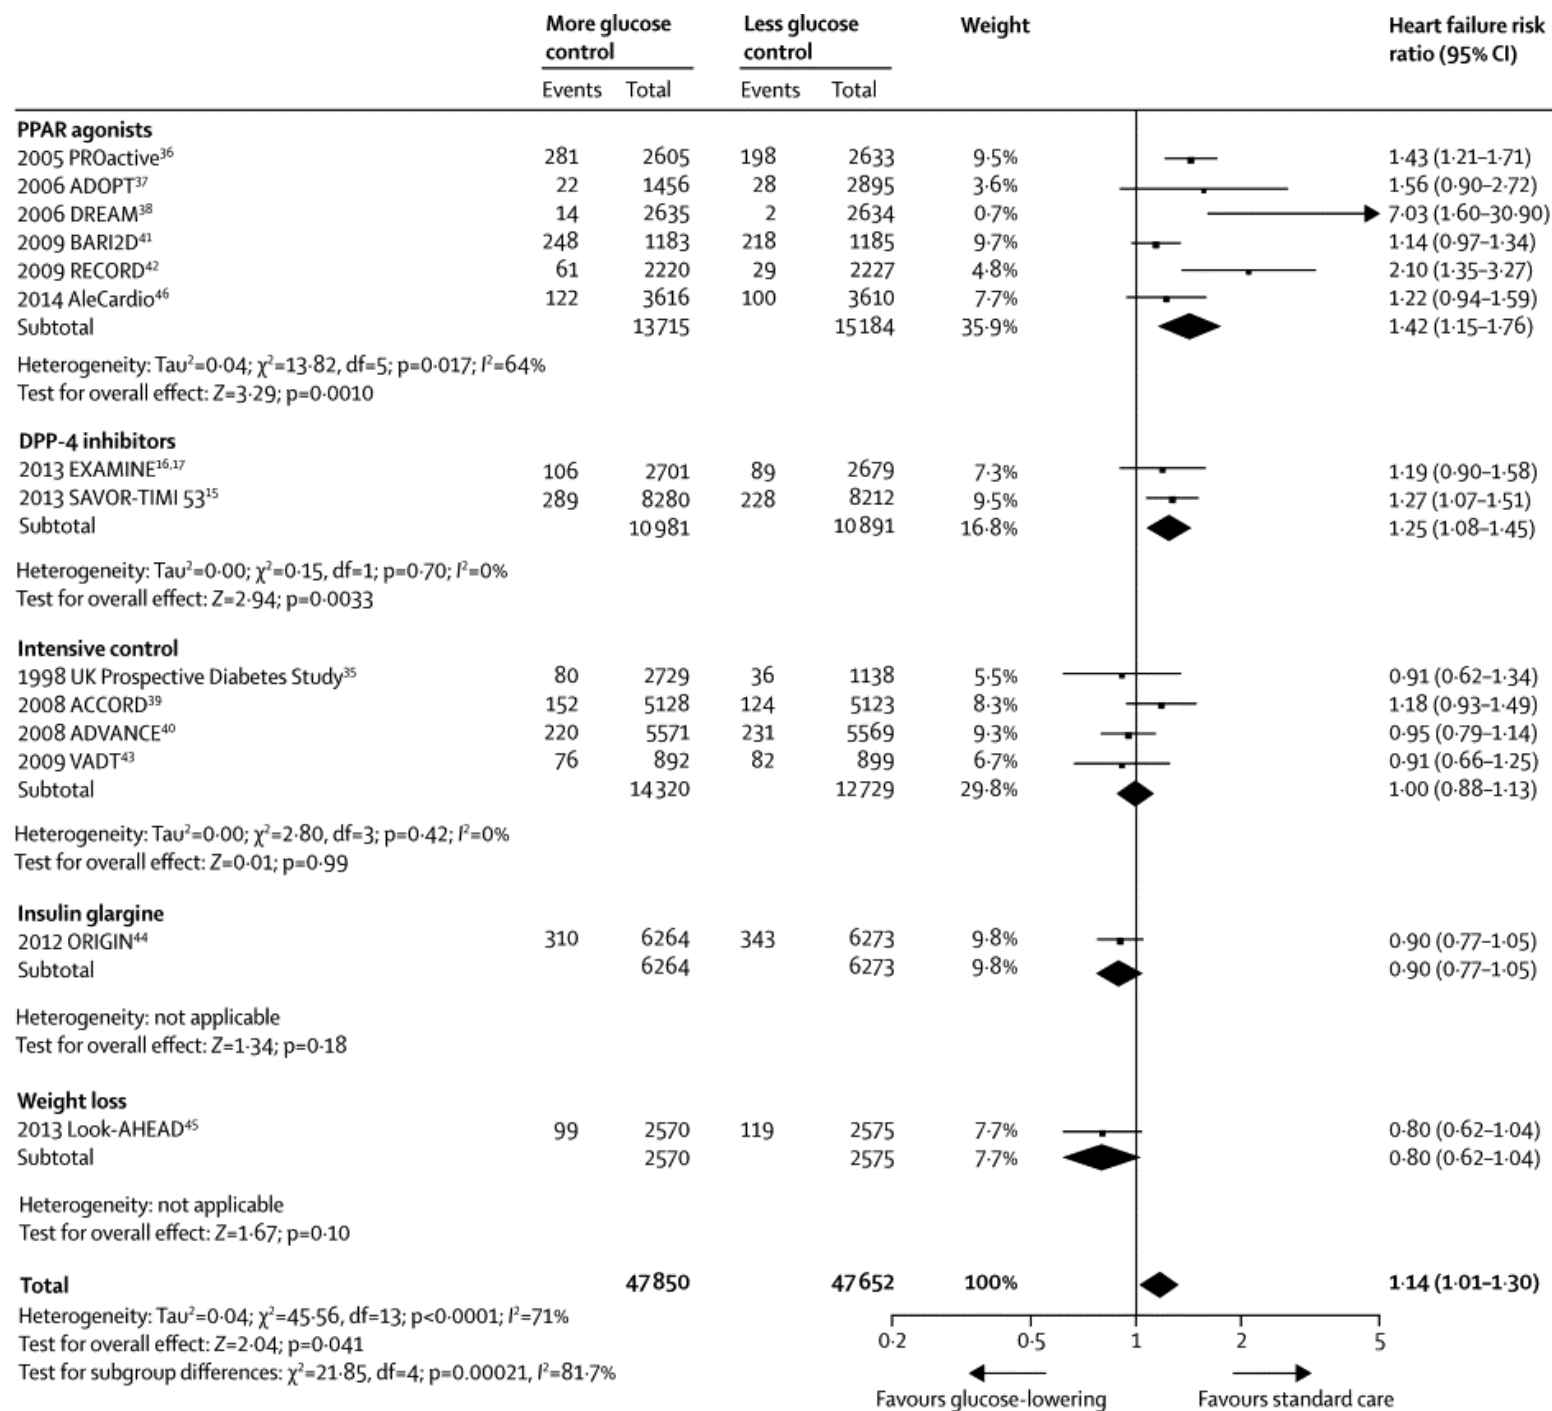 More glucose control Less glucose control Weight Heart failure risk ratio (95% CI)
Events Total Events Total
PPAR agonists
2005 PROactive³⁶ 281 2605 198 2633 9·5% 1·43 (1·21–1·71)
2006 ADOPT³⁷ 22 1456 28 2895 3·6% 1·56 (0·90–2·72)
2006 DREAM³⁸ 14 2635 2 2634 0·7% 7·03 (1·60–30·90)
2009 BARI2D⁴¹ 248 1183 218 1185 9·7% 1·14 (0·97–1·34)
2009 RECORD⁴² 61 2220 29 2227 4·8% 2·10 (1·35–3·27)
2014 AleCardio⁴⁶ 122 3616 100 3610 7·7% 1·22 (0·94–1·59)
Subtotal 13715 15184 35·9% 1·42 (1·15–1·76)
Heterogeneity: Tau²=0·04; χ²=13·82, df=5; p=0·017; I²=64%
Test for overall effect: Z=3·29; p=0·0010
DPP-4 inhibitors
2013 EXAMINE¹⁶,¹⁷ 106 2701 89 2679 7·3% 1·19 (0·90–1·58)
2013 SAVOR-TIMI 53¹⁵ 289 8280 228 8212 9·5% 1·27 (1·07–1·51)
Subtotal 10981 10891 16·8% 1·25 (1·08–1·45)
Heterogeneity: Tau²=0·00; χ²=0·15, df=1; p=0·70; I²=0%
Test for overall effect: Z=2·94; p=0·0033
Intensive control
1998 UK Prospective Diabetes Study³⁵ 80 2729 36 1138 5·5% 0·91 (0·62–1·34)
2008 ACCORD³⁹ 152 5128 124 5123 8·3% 1·18 (0·93–1·49)
2008 ADVANCE⁴⁰ 220 5571 231 5569 9·3% 0·95 (0·79–1·14)
2009 VADT⁴³ 76 892 82 899 6·7% 0·91 (0·66–1·25)
Subtotal 14320 12729 29·8% 1·00 (0·88–1·13)
Heterogeneity: Tau²=0·00; χ²=2·80, df=3; p=0·42; I²=0%
Test for overall effect: Z=0·01; p=0·99
Insulin glargine
2012 ORIGIN⁴⁴ 310 6264 343 6273 9·8% 0·90 (0·77–1·05)
Subtotal 6264 6273 9·8% 0·90 (0·77–1·05)
Heterogeneity: not applicable
Test for overall effect: Z=1·34; p=0·18
Weight loss
2013 Look-AHEAD⁴⁵ 99 2570 119 2575 7·7% 0·80 (0·62–1·04)
Subtotal 2570 2575 7·7% 0·80 (0·62–1·04)
Heterogeneity: not applicable
Test for overall effect: Z=1·67; p=0·10
Total 47850 47652 100% 1·14 (1·01–1·30)
Heterogeneity: Tau²=0·04; χ²=45·56, df=13; p<0·0001; I²=71%
Test for overall effect: Z=2·04; p=0·041
Test for subgroup differences: χ²=21·85, df=4; p=0.00021, I²=81·7%
0·2 0·5 1 2 5
Favours glucose-lowering Favours standard care